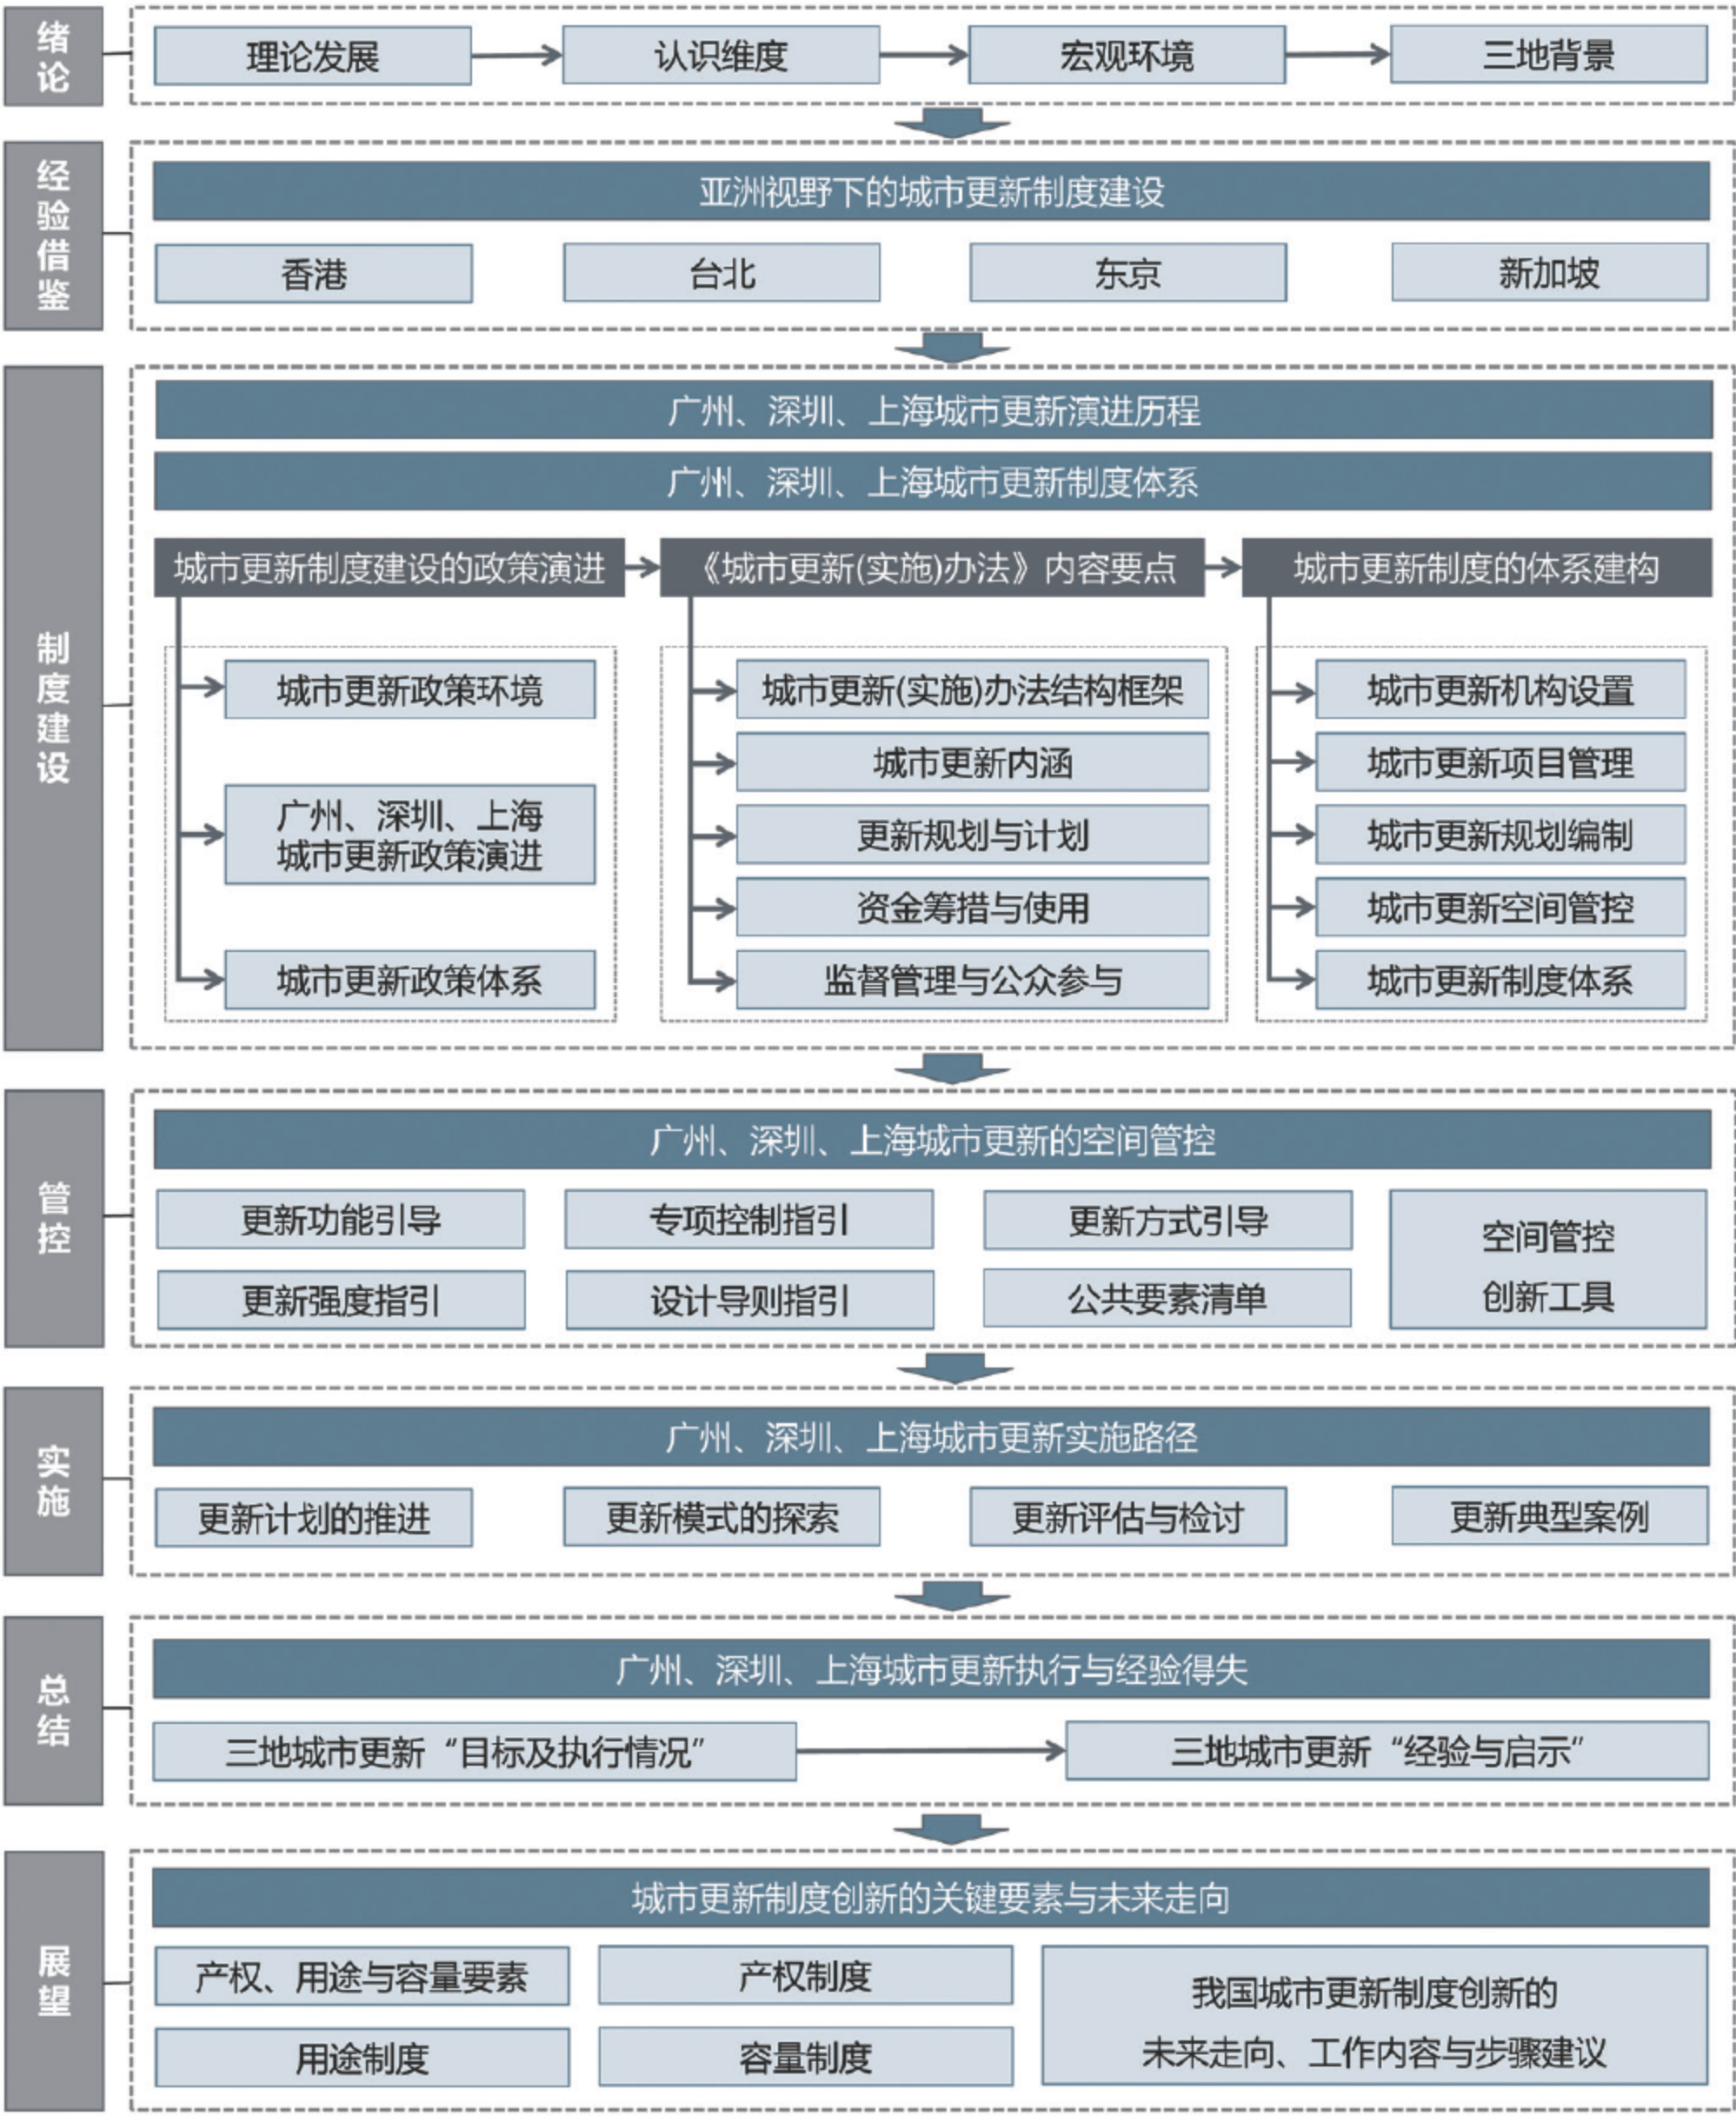 绪论
理论发展
认识维度
宏观环境
三地背景
经验借鉴
亚洲视野下的城市更新制度建设
香港
台北
东京
新加坡
制度建设
广州、深圳、上海城市更新演进历程
广州、深圳、上海城市更新制度体系
城市更新制度建设的政策演进
《城市更新(实施)办法》内容要点
城市更新制度的体系建构
城市更新政策环境
广州、深圳、上海
城市更新政策演进
城市更新政策体系
城市更新(实施)办法结构框架
城市更新内涵
更新规划与计划
资金筹措与使用
监督管理与公众参与
城市更新机构设置
城市更新项目管理
城市更新规划编制
城市更新空间管控
城市更新制度体系
管控
广州、深圳、上海城市更新的空间管控
更新功能引导
专项控制指引
更新方式引导
更新强度指引
设计导则指引
公共要素清单
空间管控
创新工具
实施
广州、深圳、上海城市更新实施路径
更新计划的推进
更新模式的探索
更新评估与检讨
更新典型案例
总结
广州、深圳、上海城市更新执行与经验得失
三地城市更新“目标及执行情况”
三地城市更新“经验与启示”
展望
城市更新制度创新的关键要素与未来走向
产权、用途与容量要素
产权制度
用途制度
容量制度
我国城市更新制度创新的
未来走向、工作内容与步骤建议